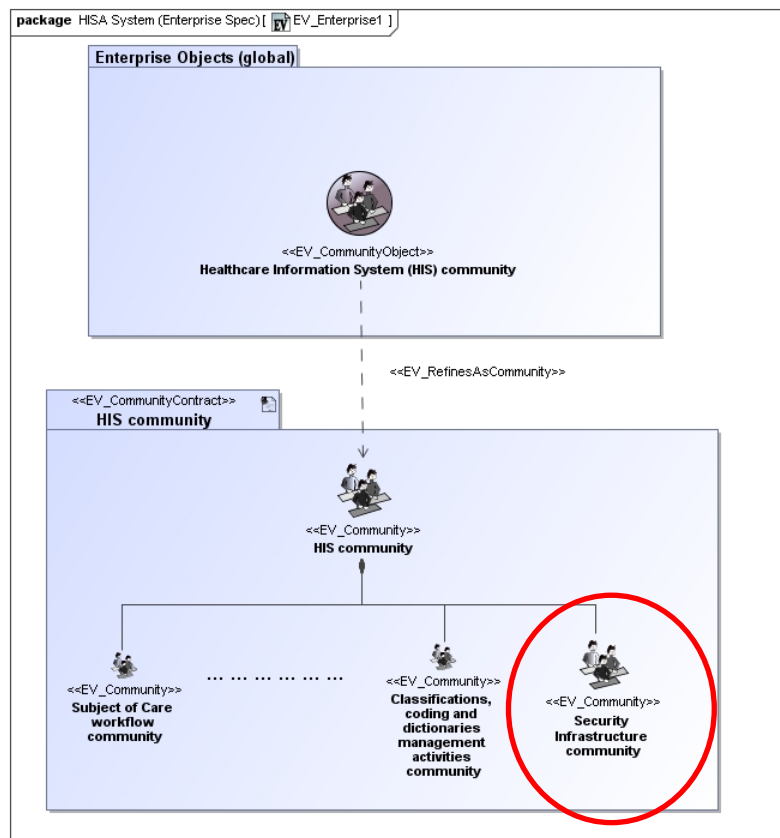 package HISA System (Enterprise Spec) [ EV EV_Enterprise1 ]
Enterprise Objects (global)
<<EV_CommunityObject>>
Healthcare Information System (HIS) community
<<EV_RefinesAsCommunity>>
<<EV_CommunityContract>>
HIS community
<<EV_Community>>
HIS community
<<EV_Community>>
Subject of Care
workflow
community
... ... ... ... ... ...
<<EV_Community>>
Classifications,
coding and
dictionaries
management
activities
community
<<EV_Community>>
Security
Infrastructure
community